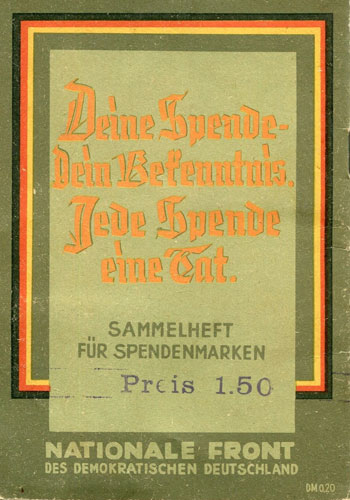 Deine Spende-
Dein Bekenntnis.
Jede Spende
eine Tat.
SAMMELHEFT
FÜR SPENDENMARKEN
Preis 1.50
NATIONALE FRONT
DES DEMOKRATISCHEN DEUTSCHLAND
DM 0.20